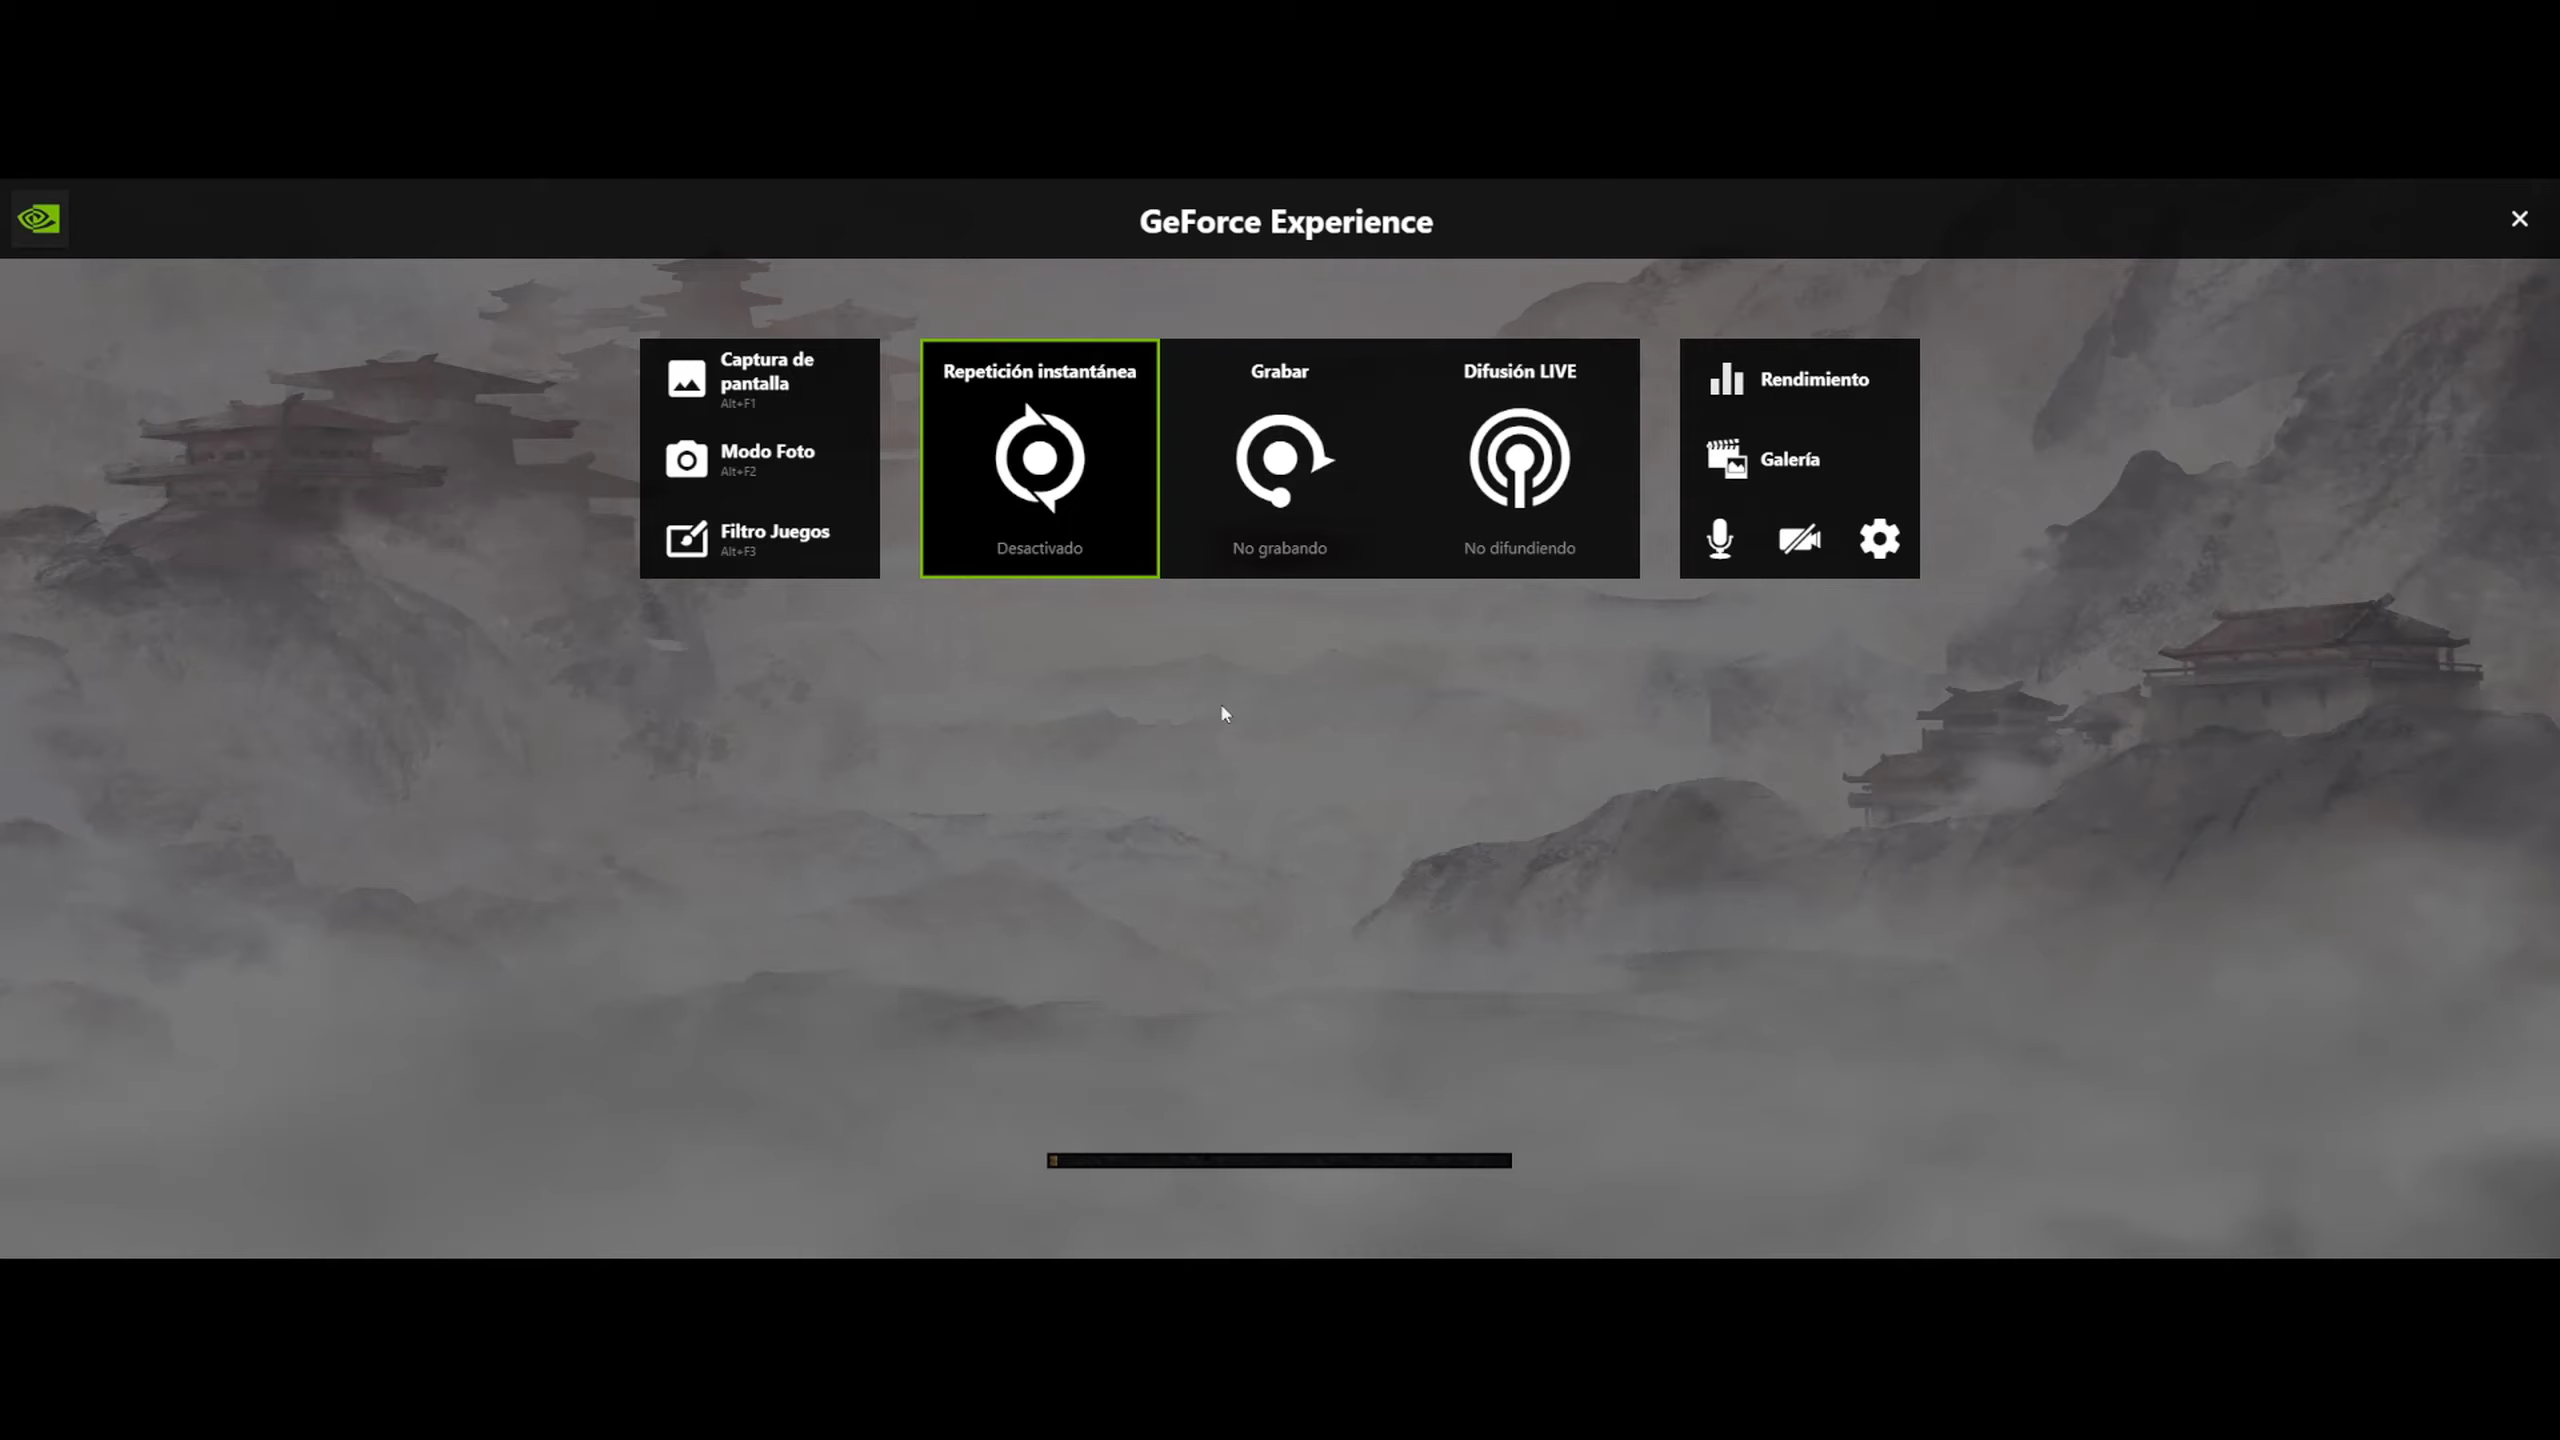 GeForce Experience
Captura de
pantalla
Alt+F1
Modo Foto
Alt+F2
Filtro Juegos
Alt+F3
Repetición instantánea
Desactivado
Grabar
No grabando
Difusión LIVE
No difundiendo
Rendimiento
Galería